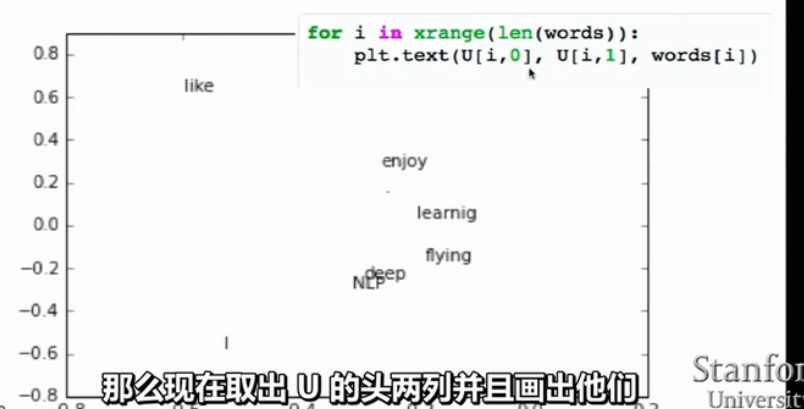 for i in xrange(len(words)):
plt.text(U[i,0], U[i,1], words[i])
0.8
like
0.6
0.4
enjoy
0.2
.
learnig
0.0
flying
−0.2
deep
NLP
−0.4
I
−0.6
−0.8
那么现在取出 U 的头两列并且画出他们